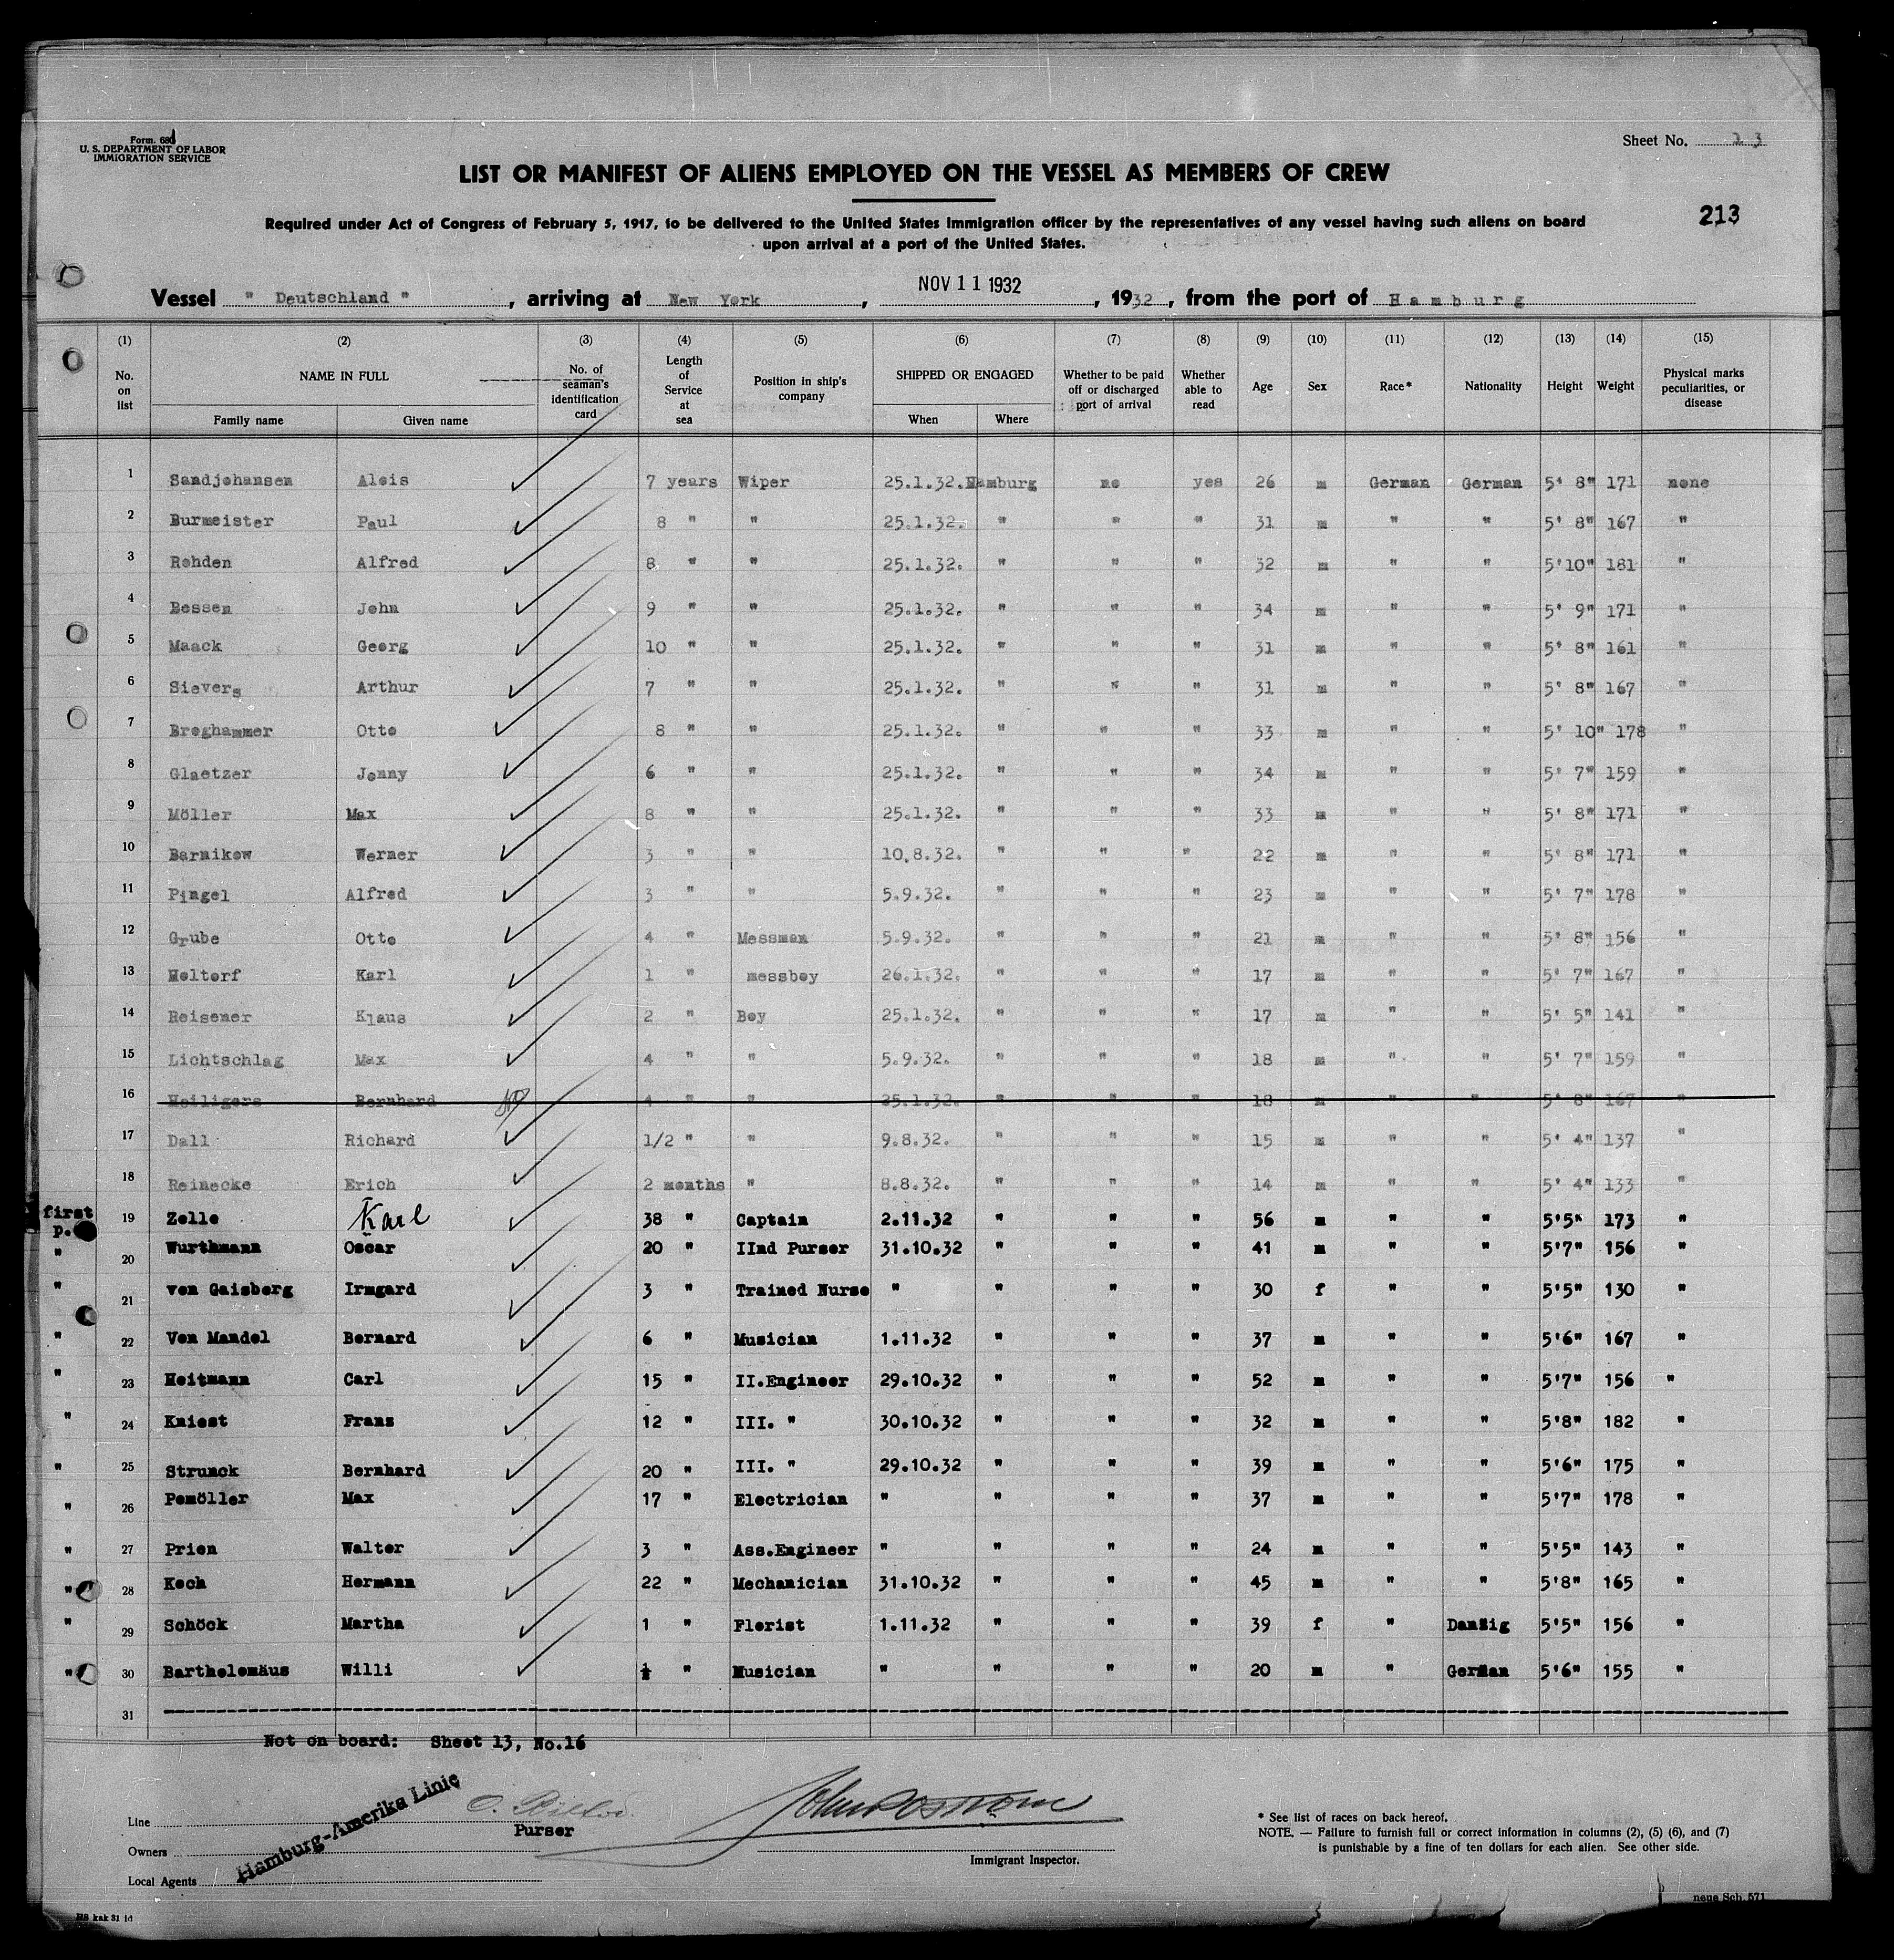 Form. 680
U. S. DEPARTMENT OF LABOR
IMMIGRATION SERVICE
Sheet No. 23
LIST OR MANIFEST OF ALIENS EMPLOYED ON THE VESSEL AS MEMBERS OF CREW
Required under Act of Congress of February 5, 1917, to be delivered to the United States Immigration officer by the representatives of any vessel having such aliens on board
upon arrival at a port of the United States.
213
Vessel " Deutschland " , arriving at New York , NOV 11 1932 , 1932 , from the port of Hamburg
(1) (2) (3) (4) (5) (6) (7) (8) (9) (10) (11) (12) (13) (14) (15)
No. on list NAME IN FULL Family name Given name No. of seaman's identification card Length of Service at sea Position in ship's company SHIPPED OR ENGAGED When Where Whether to be paid off or discharged port of arrival Whether able to read Age Sex Race* Nationality Height Weight Physical marks peculiarities, or disease
1 Sandjohansen Alois 7 years Wiper 25.1.32. Hamburg no yes 26 m German German 5' 8" 171 none
2 Burmeister Paul 8 " " 25.1.32. " " " 31 m " " 5' 8" 167 "
3 Rohden Alfred 8 " " 25.1.32. " " " 32 m " " 5'10" 181 "
4 Bessen John 9 " " 25.1.32. " " " 34 m " " 5' 9" 171 "
5 Maack Georg 10 " " 25.1.32. " " " 31 m " " 5' 8" 161 "
6 Sievers Arthur 7 " " 25.1.32. " " " 31 m " " 5' 8" 167 "
7 Broghammer Otto 8 " " 25.1.32. " " " 33 m " " 5' 10" 178 "
8 Glaetzer Jonny 6 " " 25.1.32. " " " 34 m " " 5' 7" 159 "
9 Möller Max 8 " " 25.1.32. " " " 33 m " " 5' 8" 171 "
10 Barnikow Werner 3 " " 10.8.32. " " " 22 m " " 5' 8" 171 "
11 Pingel Alfred 3 " " 5.9.32. " " " 23 m " " 5' 7" 178 "
12 Grube Otto 4 " Messman 5.9.32. " " " 21 m " " 5' 8" 156 "
13 Holtorf Karl 1 " messboy 26.1.32. " " " 17 m " " 5' 7" 167 "
14 Reisener Klaus 2 " Boy 25.1.32. " " " 17 m " " 5' 5" 141 "
15 Lichtschlag Max 4 " " 5.9.32. " " " 18 m " " 5' 7" 159 "
16 Heiligers Bernhard 4 " " 25.1.32. " " " 18 m " " 5' 8" 167 "
17 Dall Richard 1/2 " " 9.8.32. " " " 15 m " " 5' 4" 137 "
18 Reinecke Erich 2 months " 8.8.32. " " " 14 m " " 5' 4" 133 "
first p. 19 Zelle Karl 38 " Captain 2.11.32 " " " 56 m " " 5'5" 173 "
" 20 Wurthmann Oscar 20 " IInd Purser 31.10.32 " " " 41 m " " 5'7" 156 "
" 21 von Gaisberg Irmgard 3 " Trained Nurse " " " " 30 f " " 5'5" 130 "
" 22 Von Mandel Bernard 6 " Musician 1.11.32 " " " 37 m " " 5'6" 167 "
" 23 Heitmann Carl 15 " II.Engineer 29.10.32 " " " 52 m " " 5'7" 156 "
" 24 Kniest Frans 12 " III. " 30.10.32 " " " 32 m " " 5'8" 182 "
" 25 Strunck Bernhard 20 " III. " 29.10.32 " " " 39 m " " 5'6" 175 "
" 26 Pemöller Max 17 " Electrician " " " " 37 m " " 5'7" 178 "
" 27 Prien Walter 3 " Ass.Engineer " " " " 24 m " " 5'5" 143 "
" 28 Koch Hermann 22 " Mechanician 31.10.32 " " " 45 m " " 5'8" 165 "
" 29 Schöck Martha 1 " Florist 1.11.32 " " " 39 f " Danzig 5'5" 156 "
" 30 Bartholomäus Willi " Musician " " " " 20 m " German 5'6" 155 "
31
Not on board: Sheet 13, No.16
Line
Owners
Local Agents
Hamburg-Amerika Linie
Purser
Immigrant Inspector.
* See list of races on back hereof.
NOTE. — Failure to furnish full or correct information in columns (2), (5) (6), and (7)
is punishable by a fine of ten dollars for each alien. See other side.
neue Sch. 571